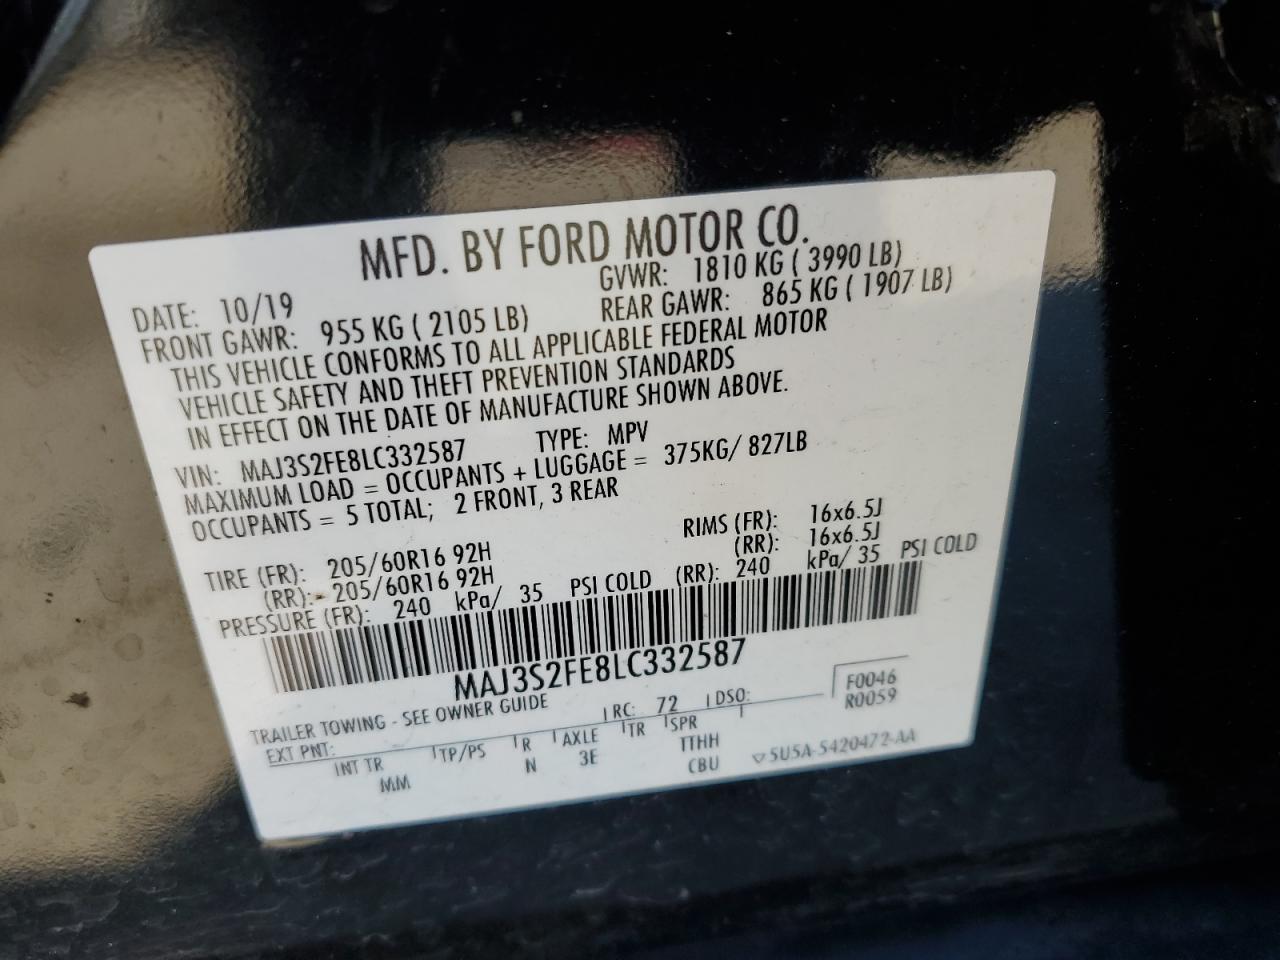 MFD. BY FORD MOTOR CO.
DATE: 10/19 GVWR: 1810 KG ( 3990 LB)
FRONT GAWR: 955 KG ( 2105 LB) REAR GAWR: 865 KG ( 1907 LB)
THIS VEHICLE CONFORMS TO ALL APPLICABLE FEDERAL MOTOR
VEHICLE SAFETY AND THEFT PREVENTION STANDARDS
IN EFFECT ON THE DATE OF MANUFACTURE SHOWN ABOVE.
VIN: MAJ3S2FE8LC332587 TYPE: MPV
MAXIMUM LOAD = OCCUPANTS + LUGGAGE = 375KG/ 827LB
OCCUPANTS = 5 TOTAL; 2 FRONT, 3 REAR
TIRE (FR): 205/60R16 92H RIMS (FR): 16x6.5J
(RR): 205/60R16 92H (RR): 16x6.5J
PRESSURE (FR): 240 kPa/ 35 PSI COLD (RR): 240 kPa/ 35 PSI COLD
MAJ3S2FE8LC332587
TRAILER TOWING - SEE OWNER GUIDE
EXT PNT: RC: 72 DSO: F0046
R0059
INT TR TP/PS R AXLE TR SPR
MM N 3E TTHH
CBU
5U5A-5420472-AA